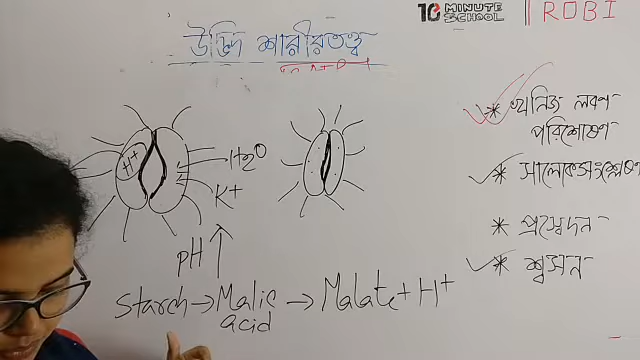 10 MINUTE SCHOOL
ROBI
উদ্ভিদ শারীরতত্ত্ব
* খনিজ লবণ
পরিশোষণ
* সালোকসংশ্লেষণ
* প্রস্বেদন
* শ্বসন
H+
H2O
K+
pH
Starch → Malic → Malate + H+
acid